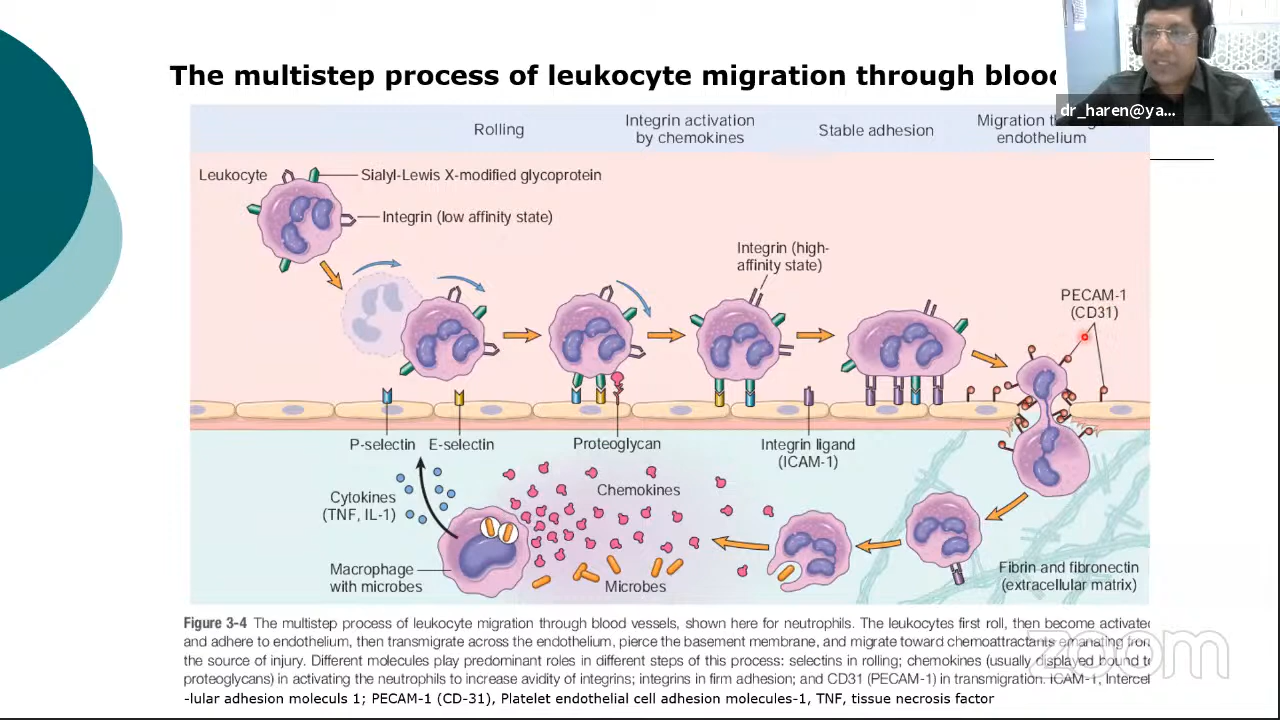 The multistep process of leukocyte migration through blood
dr_haren@ya...
Rolling
Integrin activation
by chemokines
Stable adhesion
Migration
endothelium
Leukocyte
Sialyl-Lewis X-modified glycoprotein
Integrin (low affinity state)
Integrin (high-
affinity state)
PECAM-1
(CD31)
P-selectin
E-selectin
Proteoglycan
Integrin ligand
(ICAM-1)
Cytokines
(TNF, IL-1)
Chemokines
Macrophage
with microbes
Microbes
Fibrin and fibronectin
(extracellular matrix)
Figure 3-4 The multistep process of leukocyte migration through blood vessels, shown here for neutrophils. The leukocytes first roll, then become activated
and adhere to endothelium, then transmigrate across the endothelium, pierce the basement membrane, and migrate toward chemoattractants emanating from
the source of injury. Different molecules play predominant roles in different steps of this process: selectins in rolling; chemokines (usually displayed bound to
proteoglycans) in activating the neutrophils to increase avidity of integrins; integrins in firm adhesion; and CD31 (PECAM-1) in transmigration. ICAM-1, Intercel
-lular adhesion moleculs 1; PECAM-1 (CD-31), Platelet endothelial cell adhesion molecules-1, TNF, tissue necrosis factor
zoom